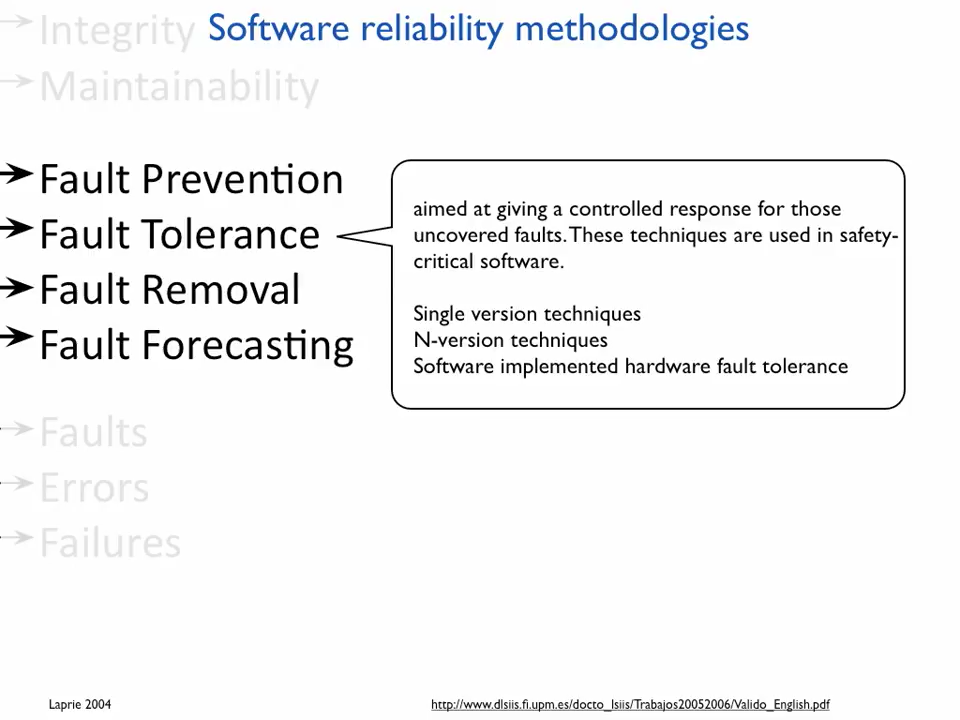 Integrity
Software reliability methodologies
Maintainability
Fault Prevention
Fault Tolerance
Fault Removal
Fault Forecasting
aimed at giving a controlled response for those
uncovered faults. These techniques are used in safety-
critical software.
Single version techniques
N-version techniques
Software implemented hardware fault tolerance
Faults
Errors
Failures
Laprie 2004
http://www.dlsiis.fi.upm.es/docto_lsiis/Trabajos20052006/Valido_English.pdf